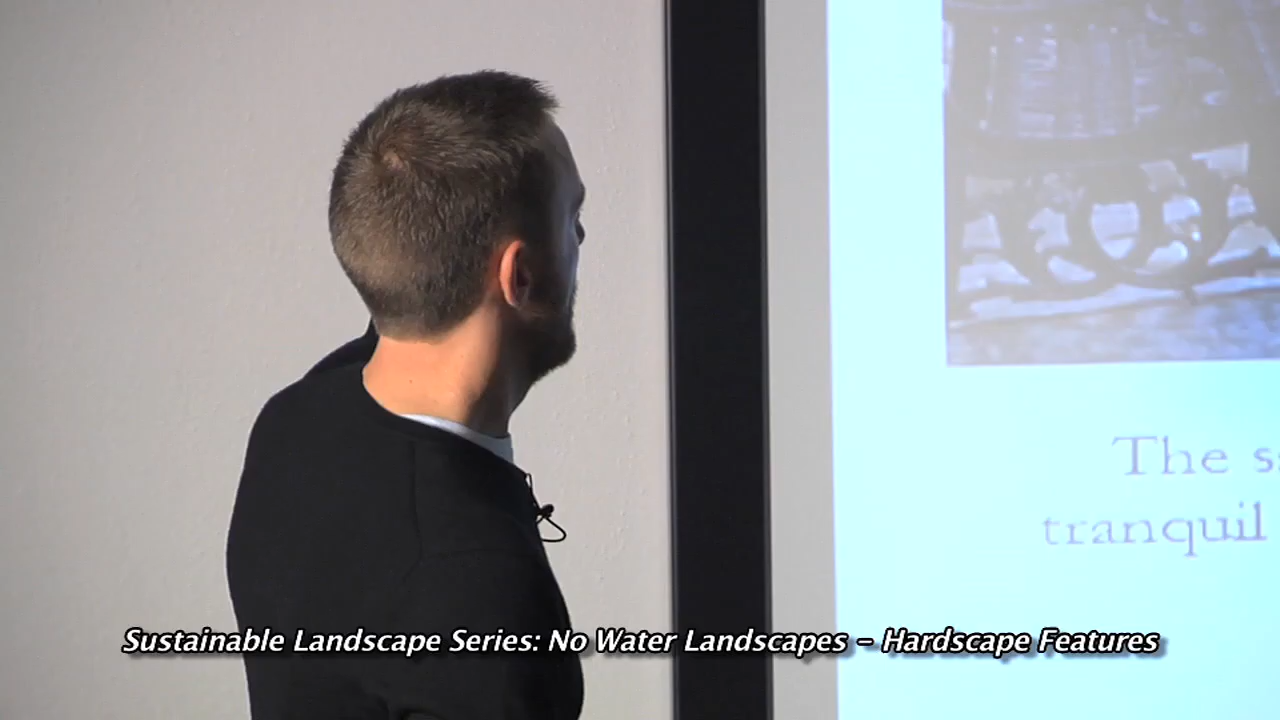 The
tranquil
Sustainable Landscape Series: No Water Landscapes - Hardscape Features